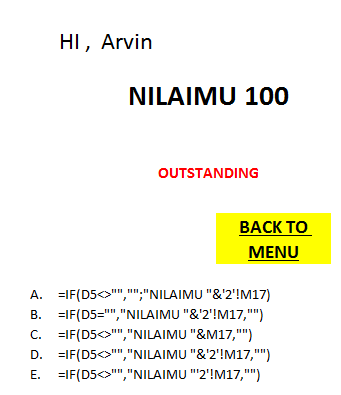 HI ,  Arvin
NILAIMU 100
OUTSTANDING
BACK TO
MENU
A. =IF(D5<>"","";"NILAIMU "&'2'!M17)
B. =IF(D5="","NILAIMU "&'2'!M17,"")
C. =IF(D5<>"","NILAIMU "&M17,"")
D. =IF(D5<>"","NILAIMU "&'2'!M17,"")
E. =IF(D5<>"","NILAIMU "'2'!M17,"")